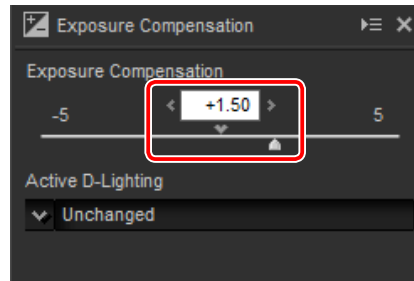 Exposure Compensation
Exposure Compensation
-5 +1.50 5
Active D-Lighting
Unchanged